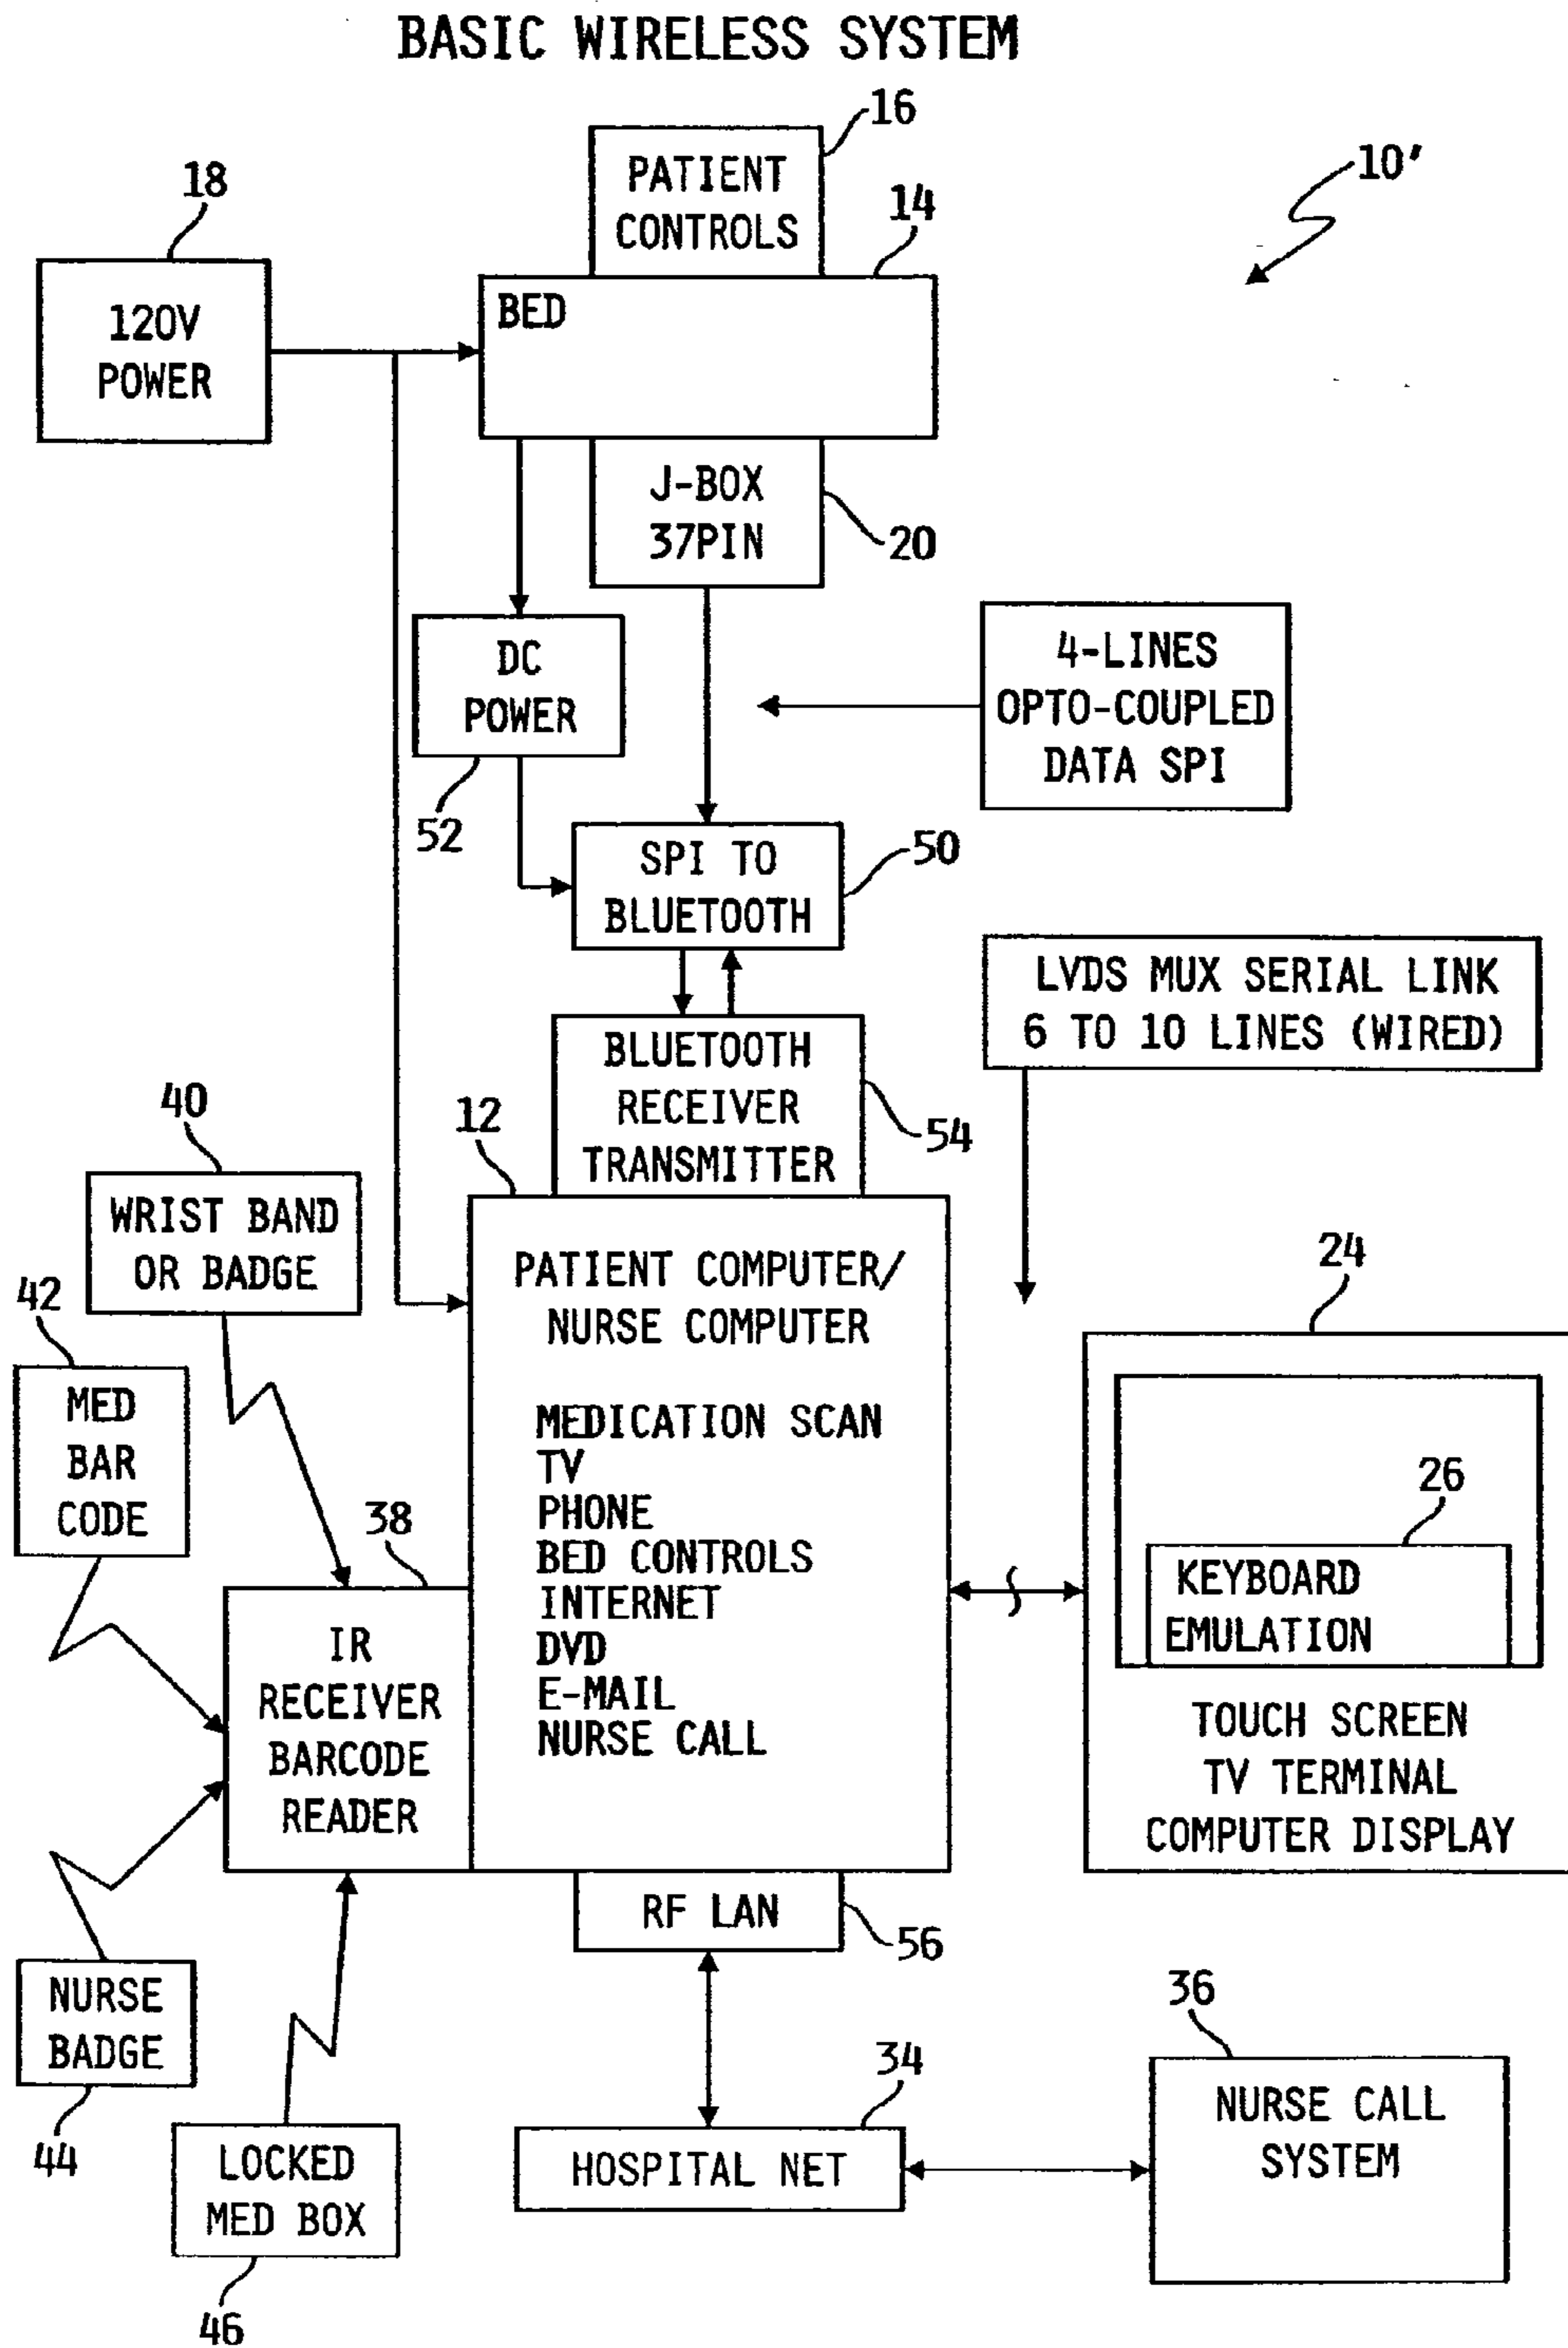 BASIC WIRELESS SYSTEM
16
10'
PATIENT
CONTROLS
18
14
120V
POWER
BED
J-BOX
37PIN
20
DC
POWER
52
4-LINES
OPTO-COUPLED
DATA SPI
SPI TO
BLUETOOTH
50
LVDS MUX SERIAL LINK
6 TO 10 LINES (WIRED)
BLUETOOTH
RECEIVER
TRANSMITTER
54
12
40
WRIST BAND
OR BADGE
42
MED
BAR
CODE
PATIENT COMPUTER/
NURSE COMPUTER
MEDICATION SCAN
TV
PHONE
BED CONTROLS
INTERNET
DVD
E-MAIL
NURSE CALL
24
26
KEYBOARD
EMULATION
TOUCH SCREEN
TV TERMINAL
COMPUTER DISPLAY
38
IR
RECEIVER
BARCODE
READER
RF LAN
56
NURSE
BADGE
44
LOCKED
MED BOX
46
34
HOSPITAL NET
36
NURSE CALL
SYSTEM